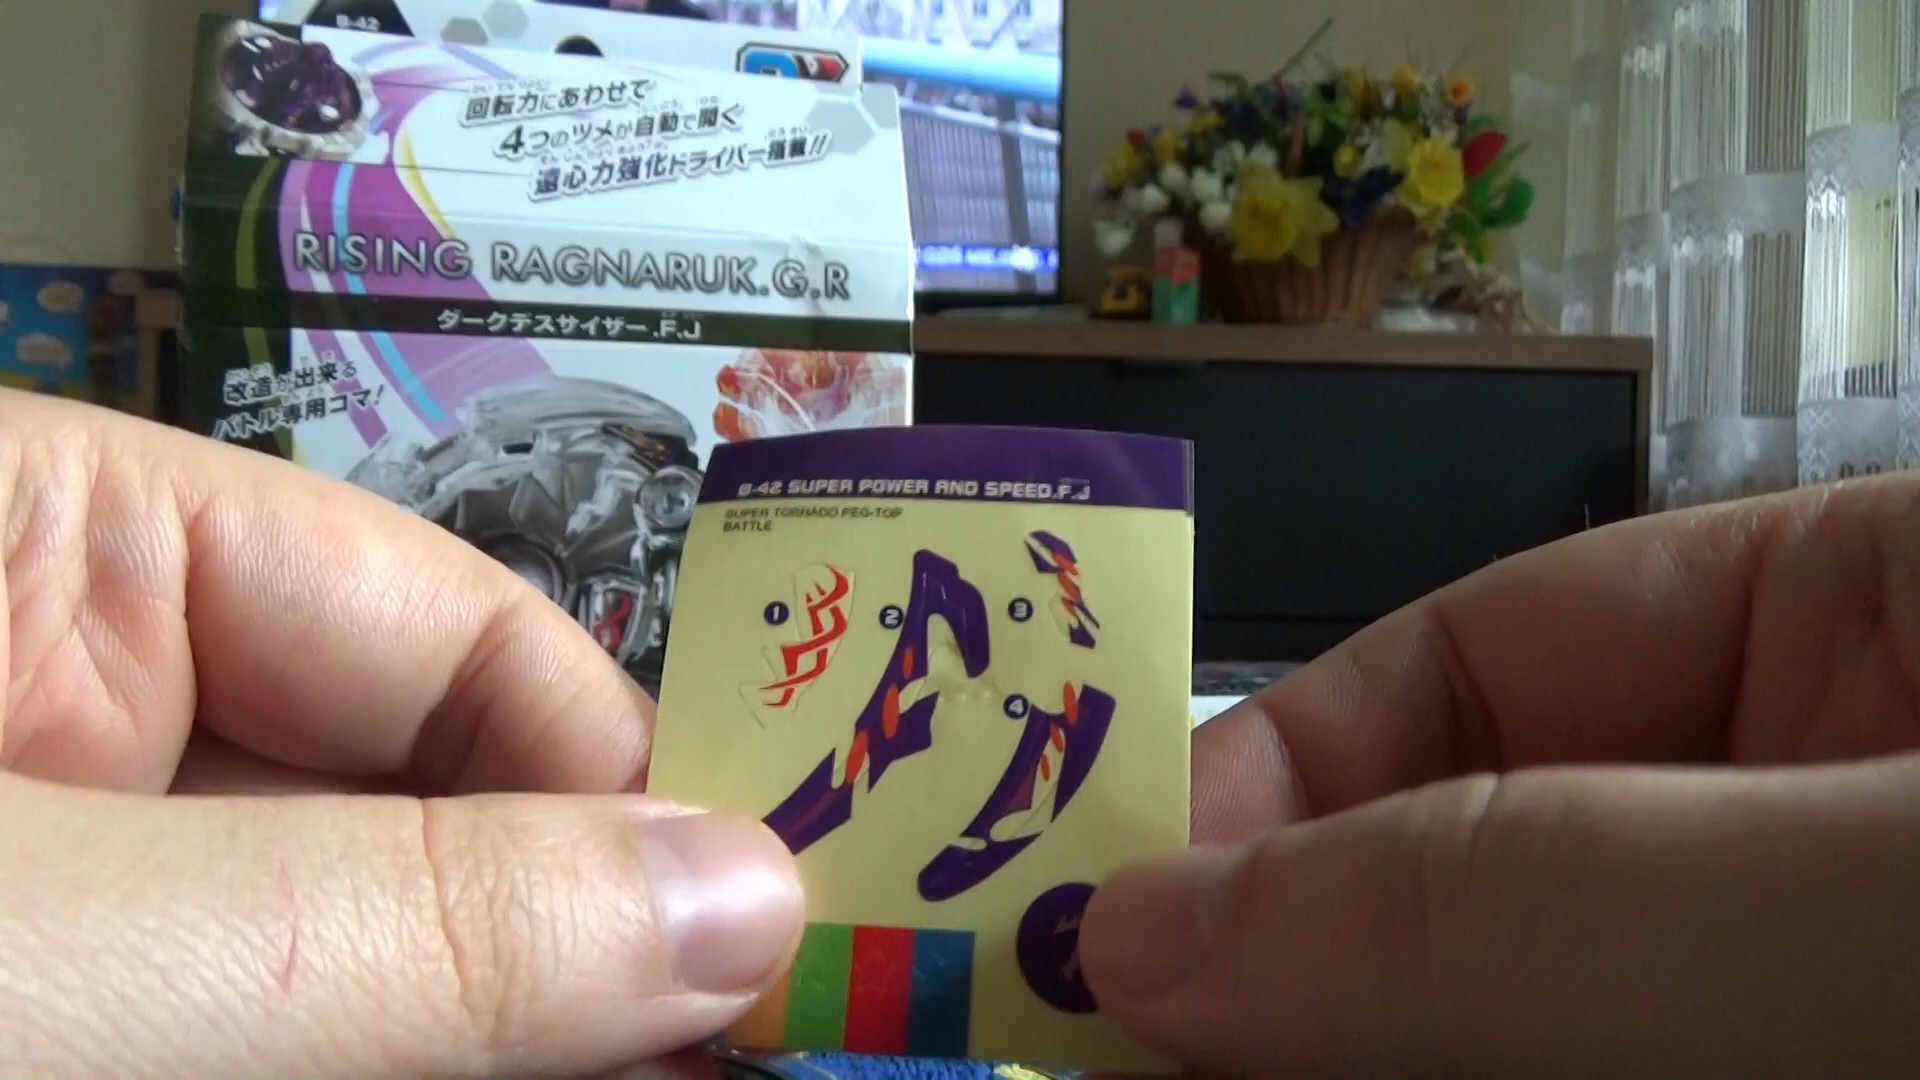 B-42
回転力にあわせて
4つのツメが自動で開く
遠心力強化ドライバー搭載!!
RISING RAGNARUK.G.R
ダークデスサイザー.F.J
改造が出来る
バトル専用コマ!
B-42 SUPER POWER AND SPEED.F.J
SUPER TORNADO PEG-TOP
BATTLE
1
2
3
4